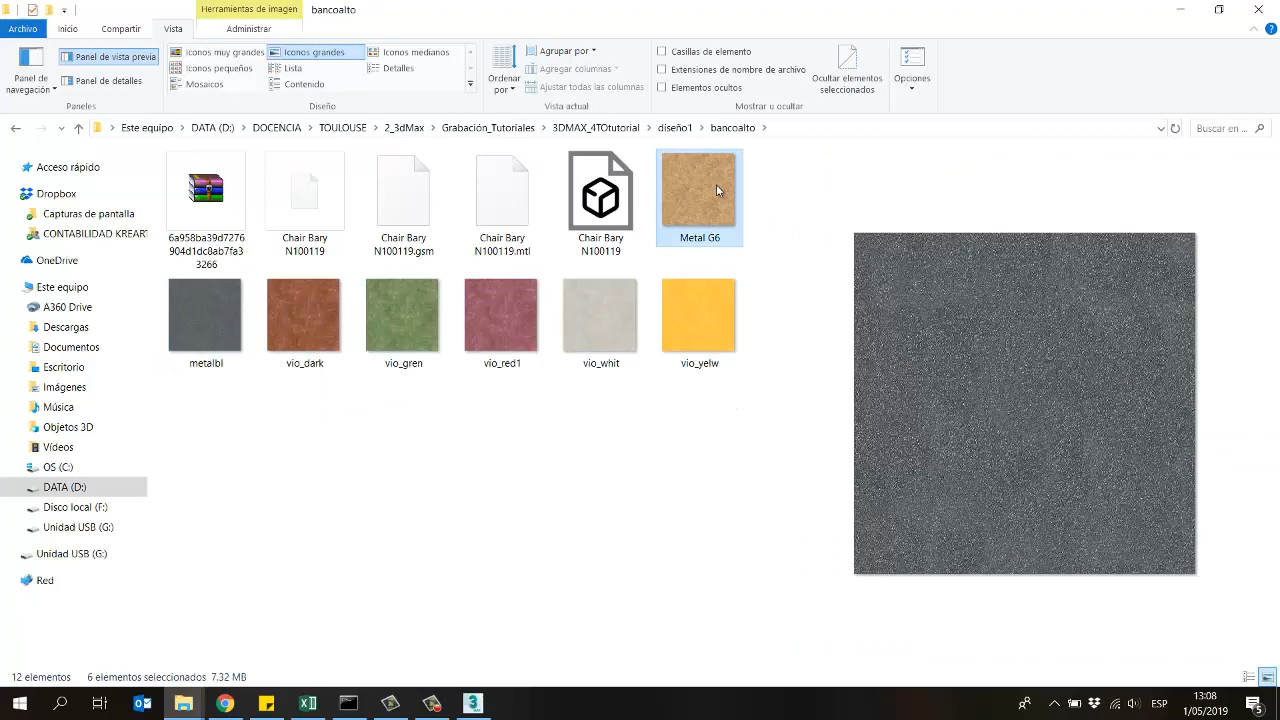 Herramientas de imagen
bancoalto
Archivo
Inicio
Compartir
Vista
Administrar
Panel de navegación
Panel de vista previa
Panel de detalles
Paneles
Iconos muy grandes
Iconos grandes
Iconos medianos
Iconos pequeños
Lista
Detalles
Mosaicos
Contenido
Diseño
Ordenar por
Agrupar por
Agregar columnas
Ajustar todas las columnas
Vista actual
Casillas de elemento
Extensiones de nombre de archivo
Elementos ocultos
Ocultar elementos seleccionados
Mostrar u ocultar
Opciones
Este equipo
DATA (D:)
DOCENCIA
TOULOUSE
2_3dMax
Grabación_Tutoriales
3DMAX_4TOtutorial
diseño1
bancoalto
Buscar en ...
Acceso rápido
Dropbox
Capturas de pantalla
CONTABILIDAD KREART
OneDrive
Este equipo
A360 Drive
Descargas
Documentos
Escritorio
Imágenes
Música
Objetos 3D
Vídeos
OS (C:)
DATA (D:)
Disco local (F:)
Unidad USB (G:)
Unidad USB (G:)
Red
6a958ba39d7276
904d1dc8ab7fa3
3266
Chair Bary
N100119
Chair Bary
N100119.gsm
Chair Bary
N100119.mtl
Chair Bary
N100119
Metal G6
metalbl
vio_dark
vio_gren
vio_red1
vio_whit
vio_yelw
12 elementos
6 elementos seleccionados 7.32 MB
ESP
13:08
1/05/2019
5